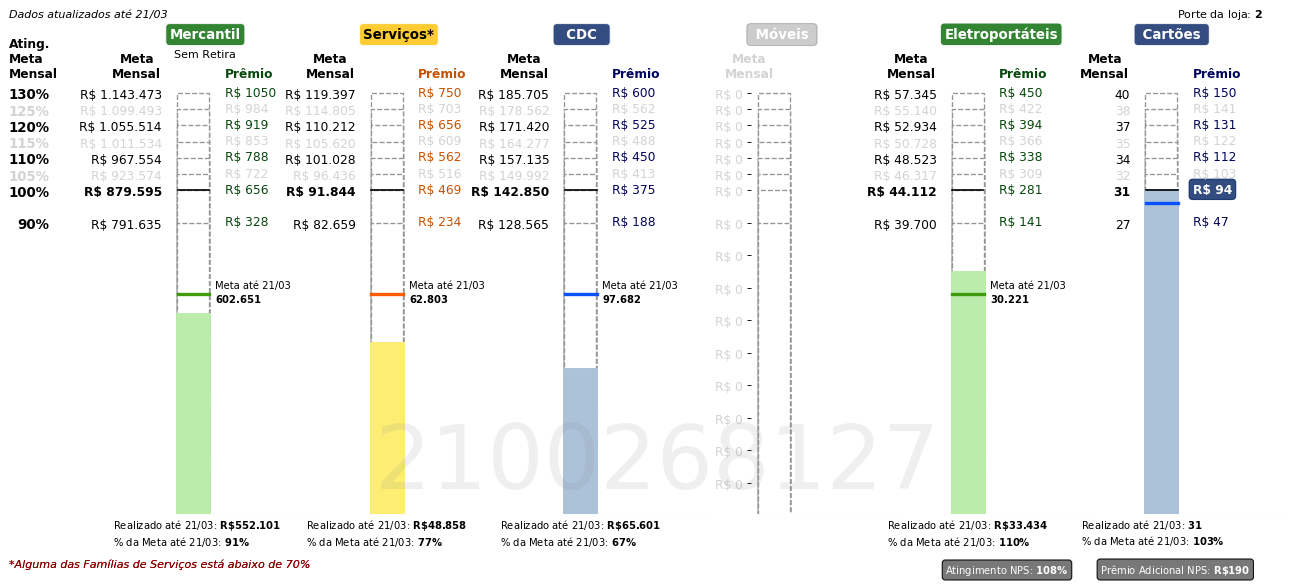 Dados atualizados até 21/03
Porte da loja: 2
Mercantil Serviços* CDC Móveis Eletroportáteis Cartões
Sem Retira
Ating. Meta Mensal
Meta Mensal Prêmio Meta Mensal Prêmio Meta Mensal Prêmio Meta Mensal Meta Mensal Prêmio Meta Mensal Prêmio
130% R$ 1.143.473 R$ 1050 R$ 119.397 R$ 750 R$ 185.705 R$ 600 R$ 0 R$ 57.345 R$ 450 40 R$ 150
125% R$ 1.099.493 R$ 984 R$ 114.805 R$ 703 R$ 178.562 R$ 562 R$ 0 R$ 55.140 R$ 422 38 R$ 141
120% R$ 1.055.514 R$ 919 R$ 110.212 R$ 656 R$ 171.420 R$ 525 R$ 0 R$ 52.934 R$ 394 37 R$ 131
115% R$ 1.011.534 R$ 853 R$ 105.620 R$ 609 R$ 164.277 R$ 488 R$ 0 R$ 50.728 R$ 366 35 R$ 122
110% R$ 967.554 R$ 788 R$ 101.028 R$ 562 R$ 157.135 R$ 450 R$ 0 R$ 48.523 R$ 338 34 R$ 112
105% R$ 923.574 R$ 722 R$ 96.436 R$ 516 R$ 149.992 R$ 413 R$ 0 R$ 46.317 R$ 309 32 R$ 103
100% R$ 879.595 R$ 656 R$ 91.844 R$ 469 R$ 142.850 R$ 375 R$ 0 R$ 44.112 R$ 281 31 R$ 94
90% R$ 791.635 R$ 328 R$ 82.659 R$ 234 R$ 128.565 R$ 188 R$ 0 R$ 39.700 R$ 141 27 R$ 47
R$ 0
R$ 0
R$ 0
R$ 0
R$ 0
R$ 0
R$ 0
R$ 0
Meta até 21/03 Meta até 21/03 Meta até 21/03 Meta até 21/03
602.651 62.803 97.682 30.221
2100268127
Realizado até 21/03: R$552.101 Realizado até 21/03: R$48.858 Realizado até 21/03: R$65.601 Realizado até 21/03: R$33.434 Realizado até 21/03: 31
% da Meta até 21/03: 91% % da Meta até 21/03: 77% % da Meta até 21/03: 67% % da Meta até 21/03: 110% % da Meta até 21/03: 103%
*Alguma das Famílias de Serviços está abaixo de 70%
Atingimento NPS: 108% Prêmio Adicional NPS: R$190